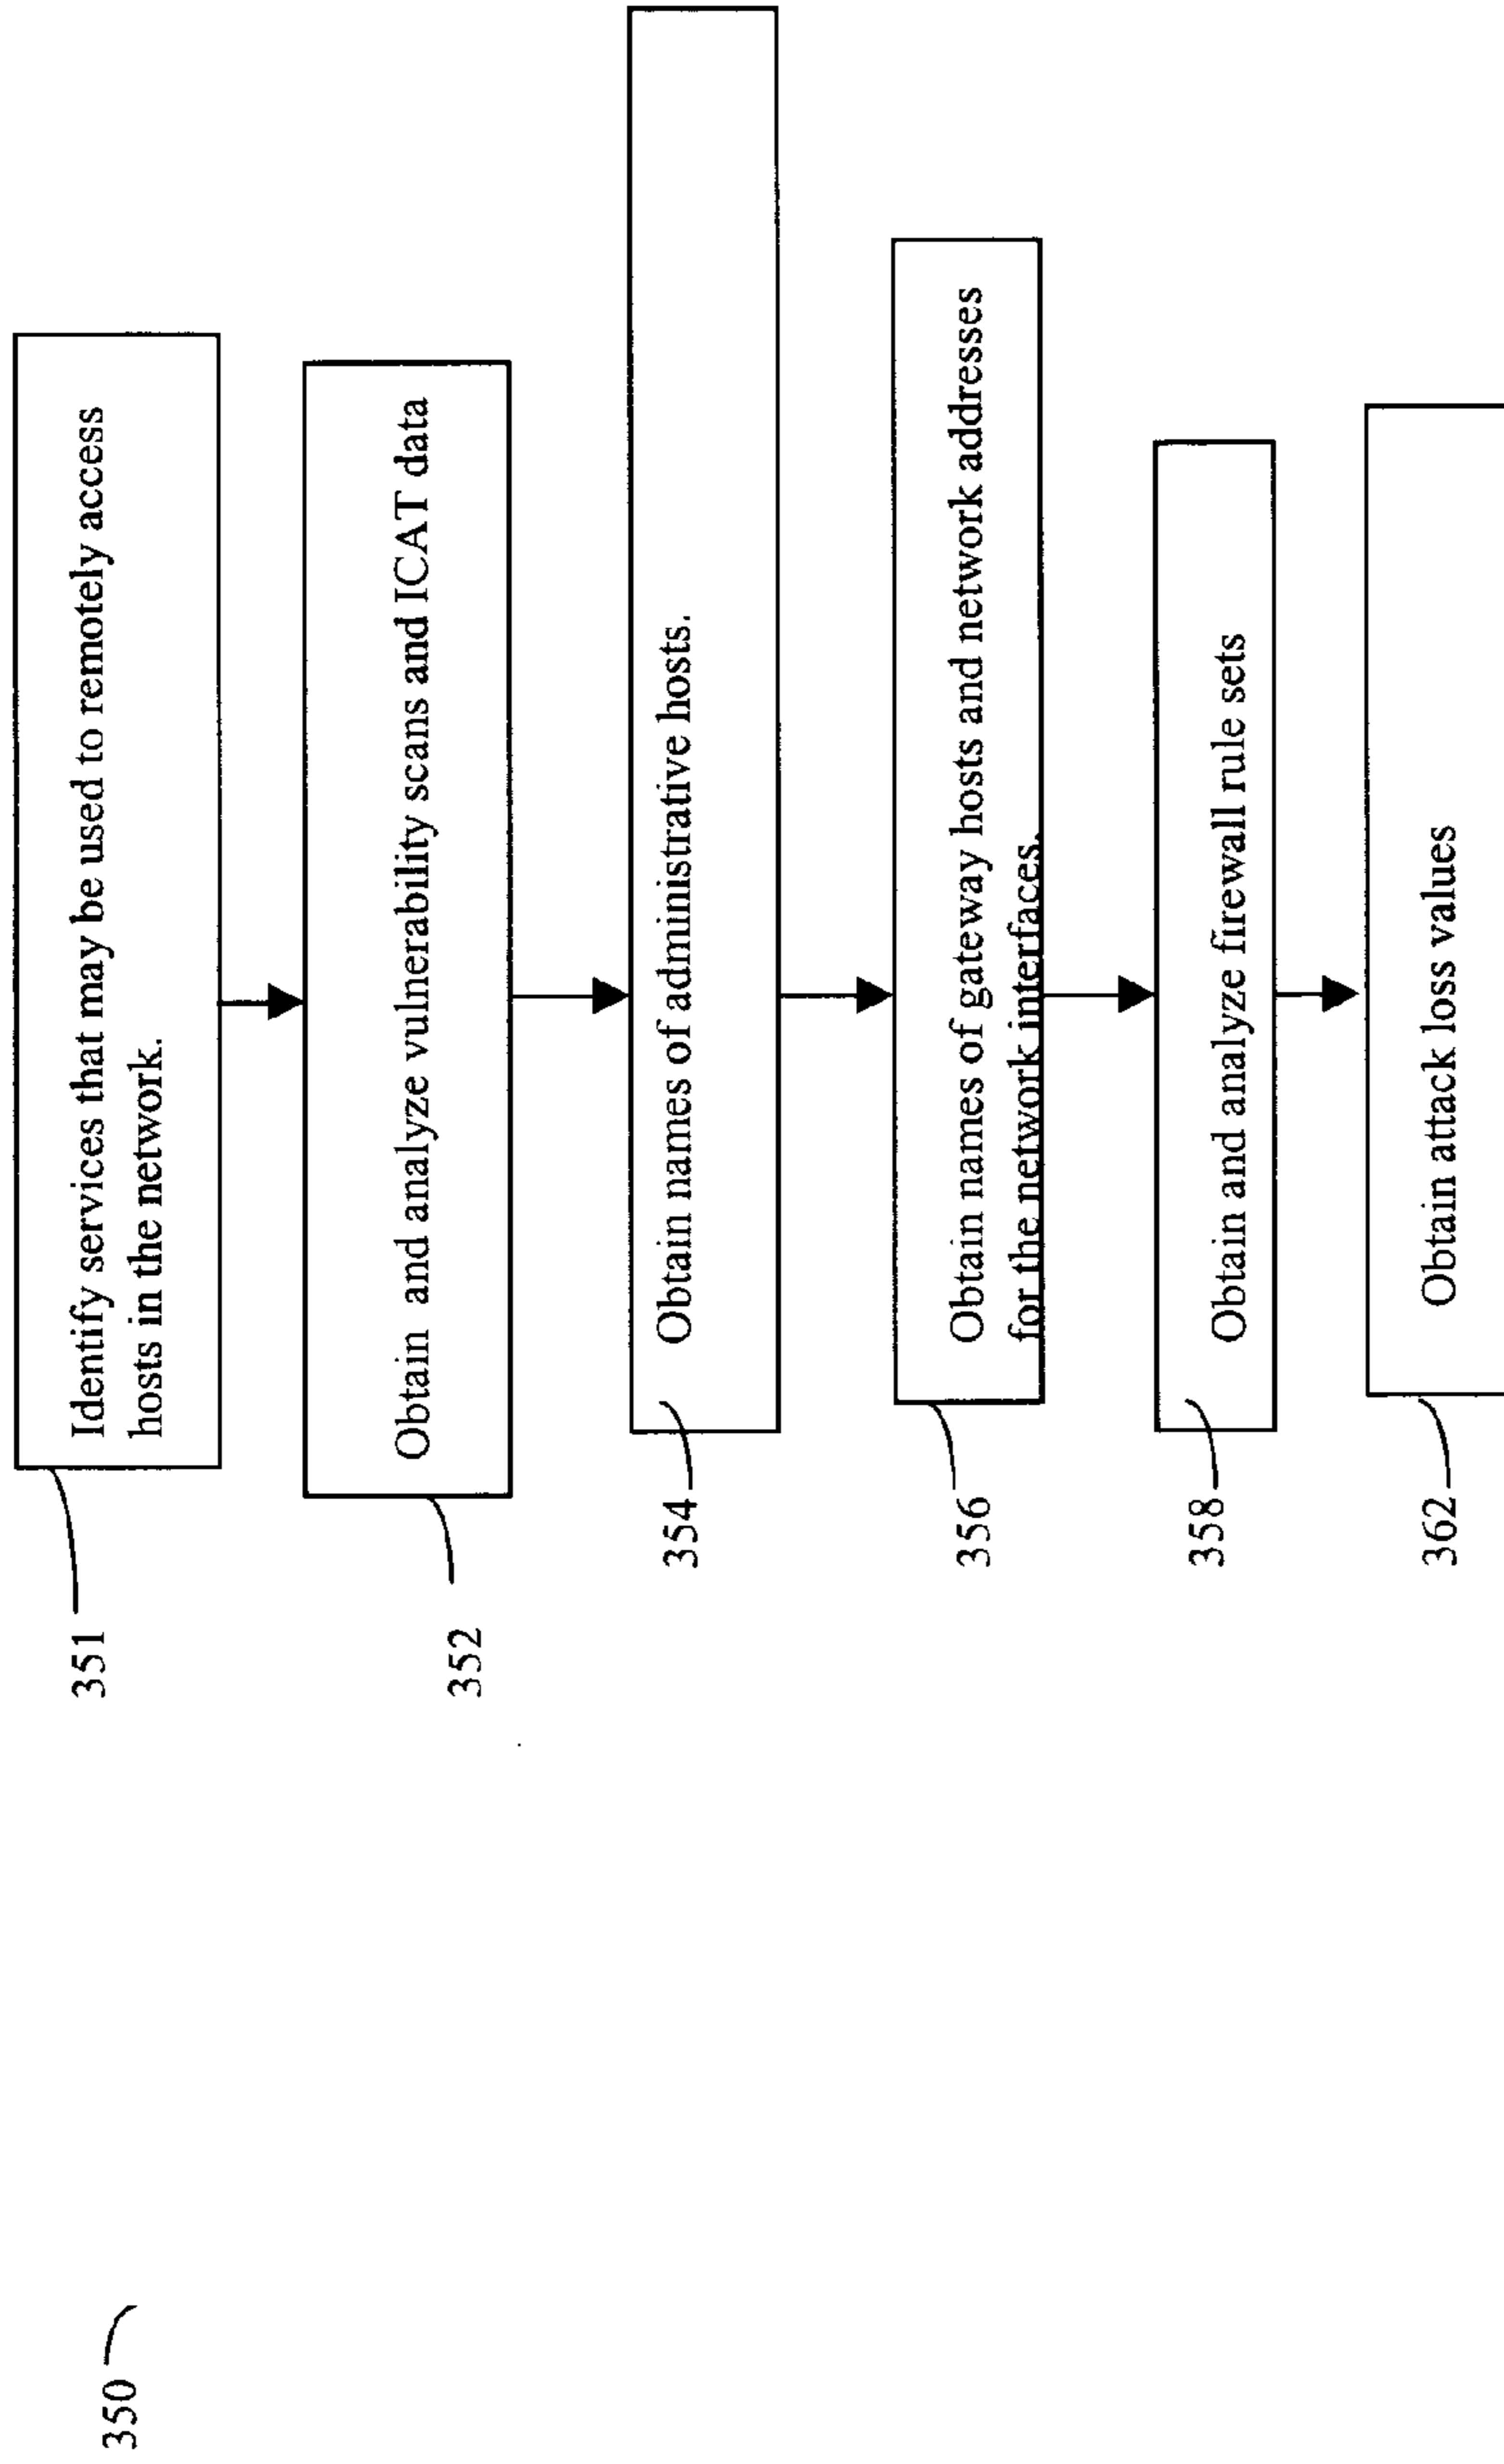 350
351
Identify services that may be used to remotely access
hosts in the network.
352
Obtain and analyze vulnerability scans and ICAT data
354
Obtain names of administrative hosts.
356
Obtain names of gateway hosts and network addresses
for the network interfaces.
358
Obtain and analyze firewall rule sets
362
Obtain attack loss values